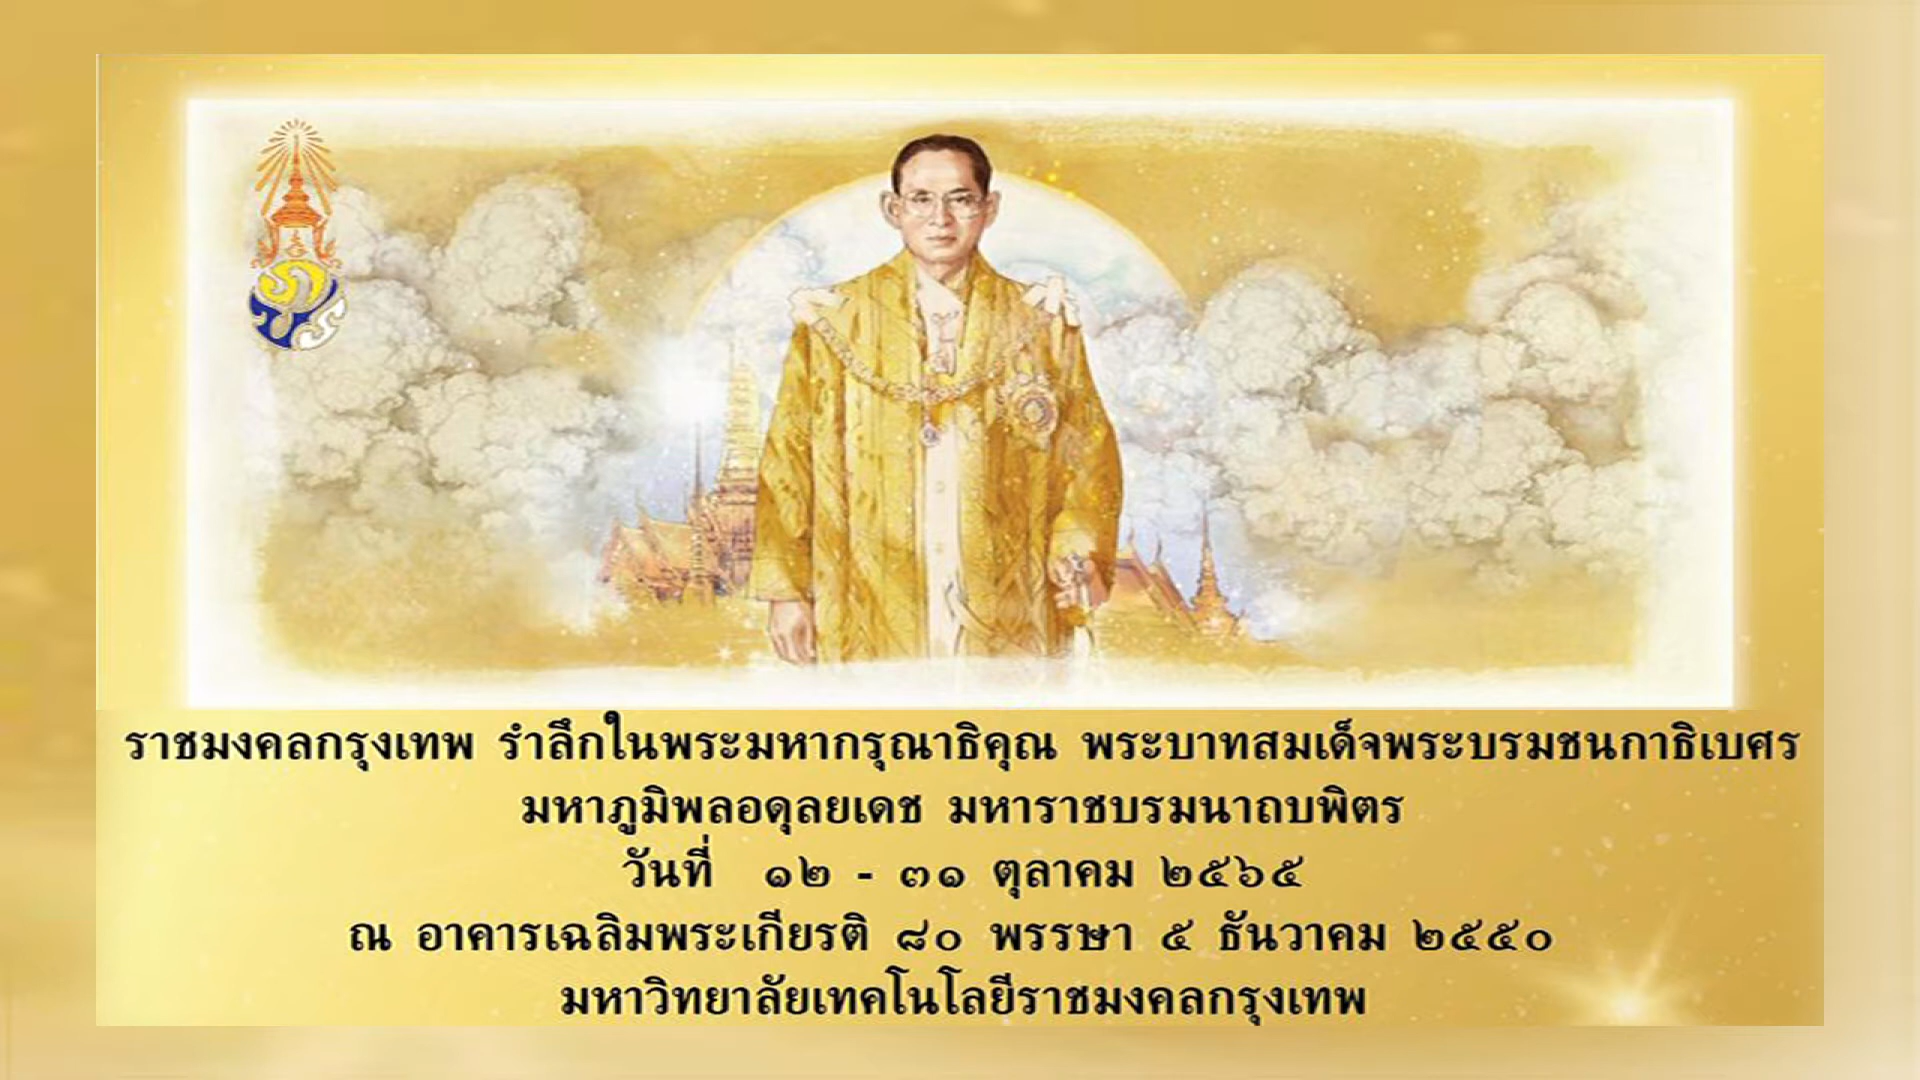 ราชมงคลกรุงเทพ รำลึกในพระมหากรุณาธิคุณ พระบาทสมเด็จพระบรมชนกาธิเบศร
มหาภูมิพลอดุลยเดช มหาราชบรมนาถบพิตร
วันที่ ๑๒ - ๓๑ ตุลาคม ๒๕๖๕
ณ อาคารเฉลิมพระเกียรติ ๘๐ พรรษา ๕ ธันวาคม ๒๕๕๐
มหาวิทยาลัยเทคโนโลยีราชมงคลกรุงเทพ